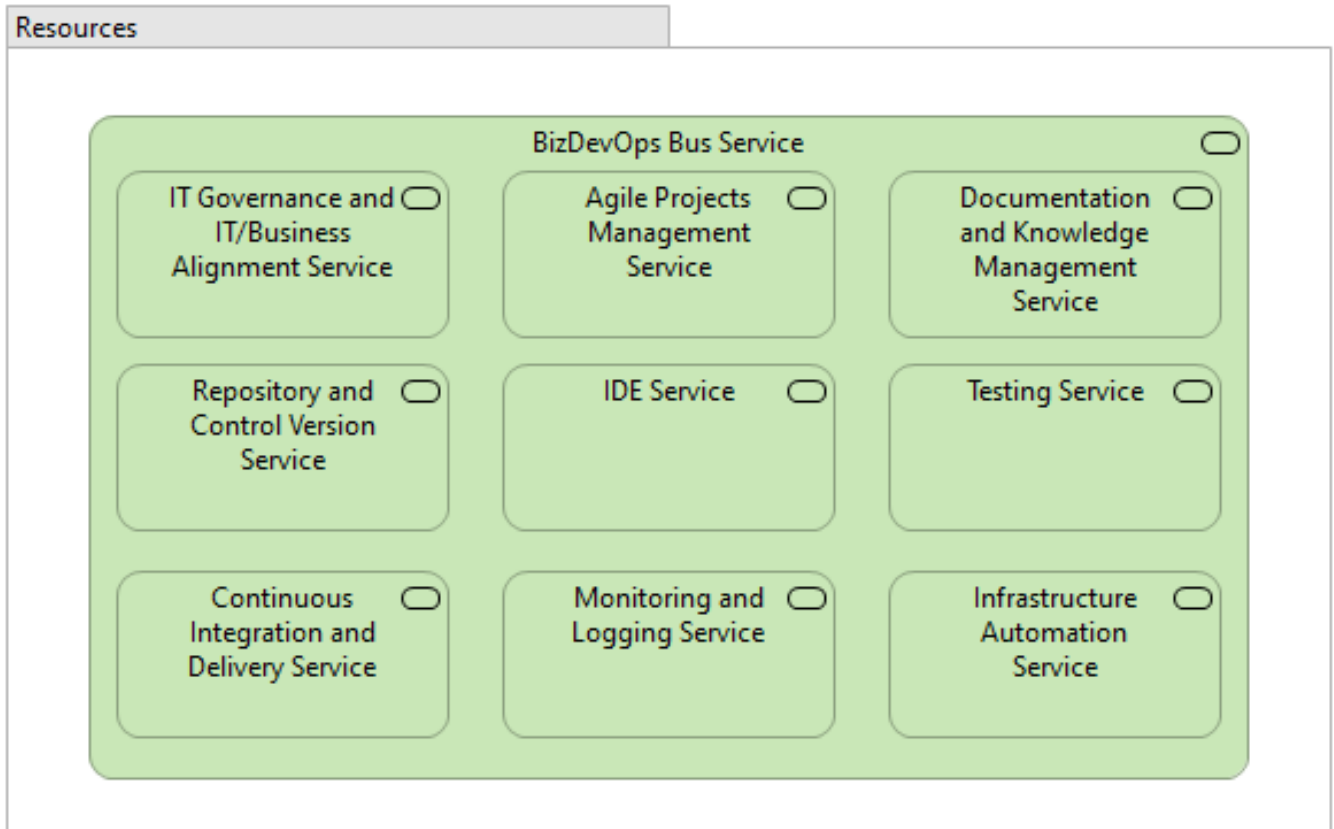 Resources
BizDevOps Bus Service
IT Governance and
IT/Business
Alignment Service
Agile Projects
Management
Service
Documentation
and Knowledge
Management
Service
Repository and
Control Version
Service
IDE Service
Testing Service
Continuous
Integration and
Delivery Service
Monitoring and
Logging Service
Infrastructure
Automation
Service